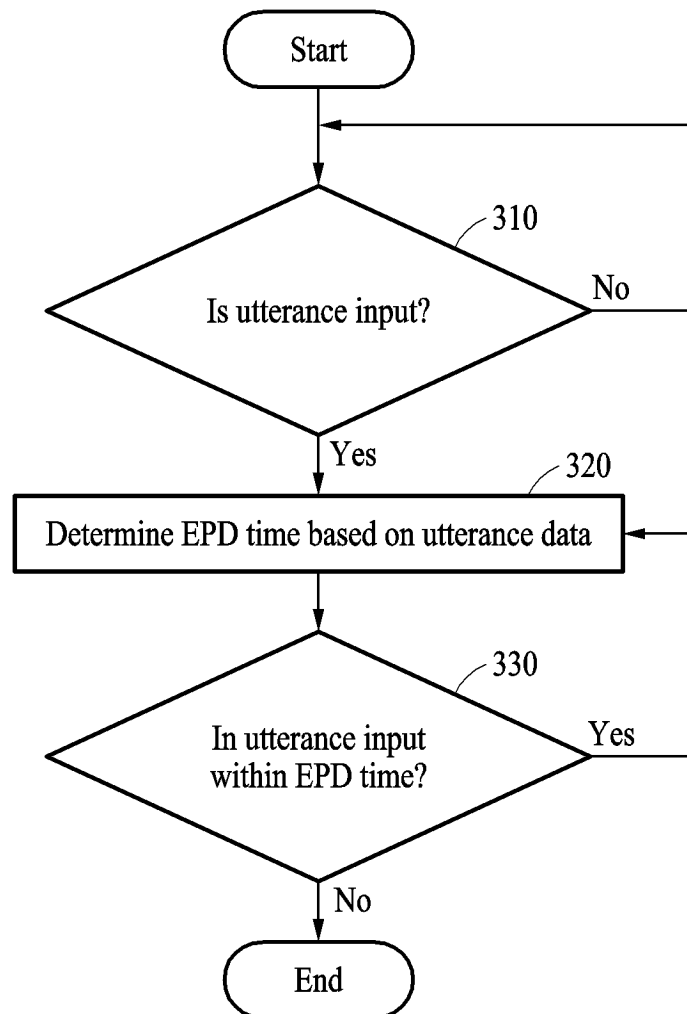 Start
310
Is utterance input?
No
Yes
320
Determine EPD time based on utterance data
330
In utterance input
within EPD time?
Yes
No
End